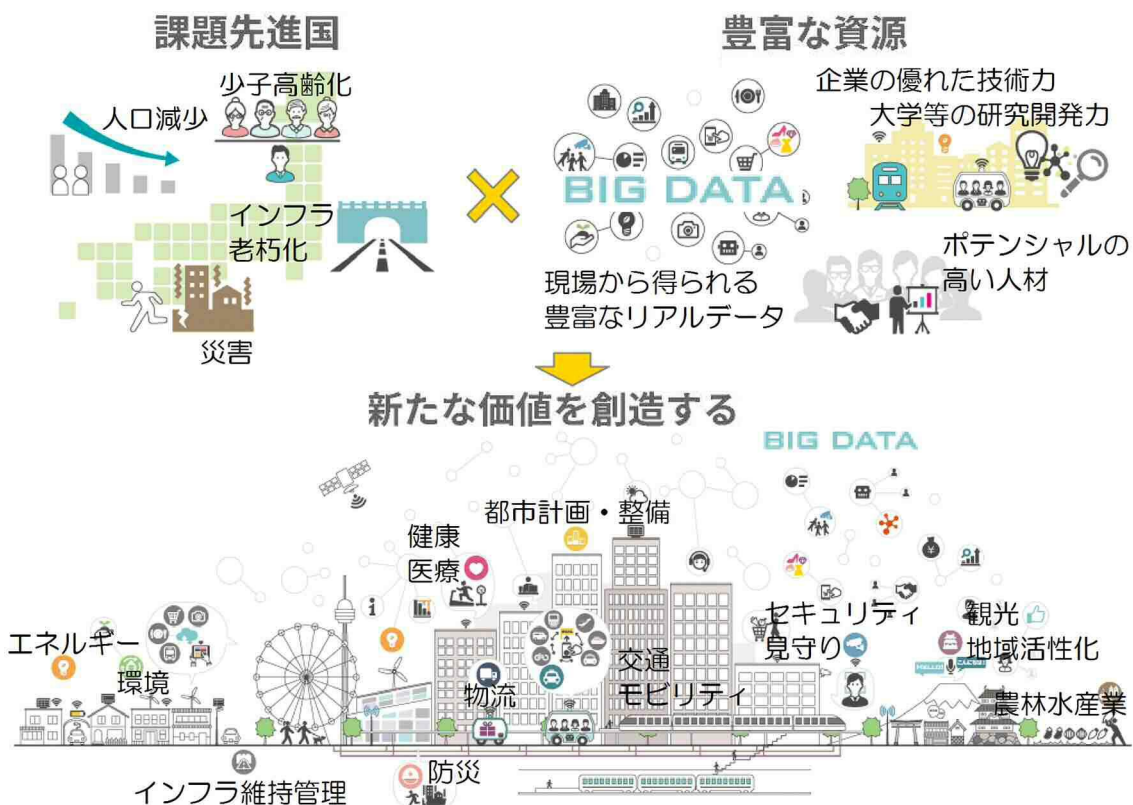 課題先進国
少子高齢化
人口減少
インフラ
老朽化
災害
豊富な資源
企業の優れた技術力
大学等の研究開発力
BIG DATA
現場から得られる
豊富なリアルデータ
ポテンシャルの
高い人材
新たな価値を創造する
BIG DATA
都市計画・整備
健康
医療
セキュリティ
見守り
観光
地域活性化
エネルギー
環境
物流
交通
モビリティ
HELLO!
こんにちは!
農林水産業
インフラ維持管理
防災